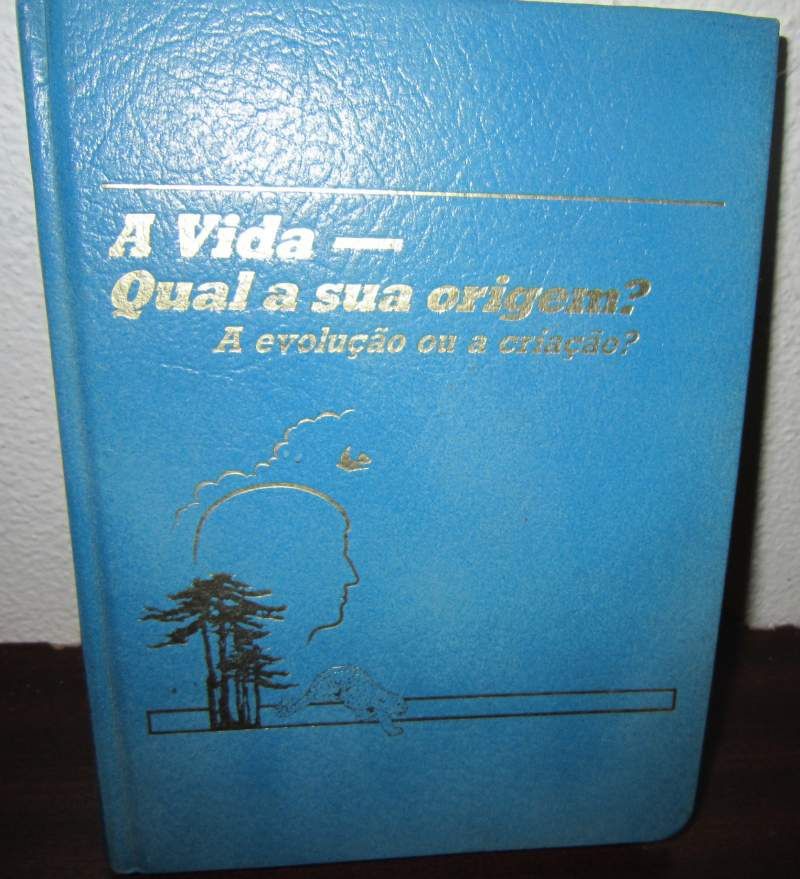 A Vida —
Qual a sua origem?
A evolução ou a criação?